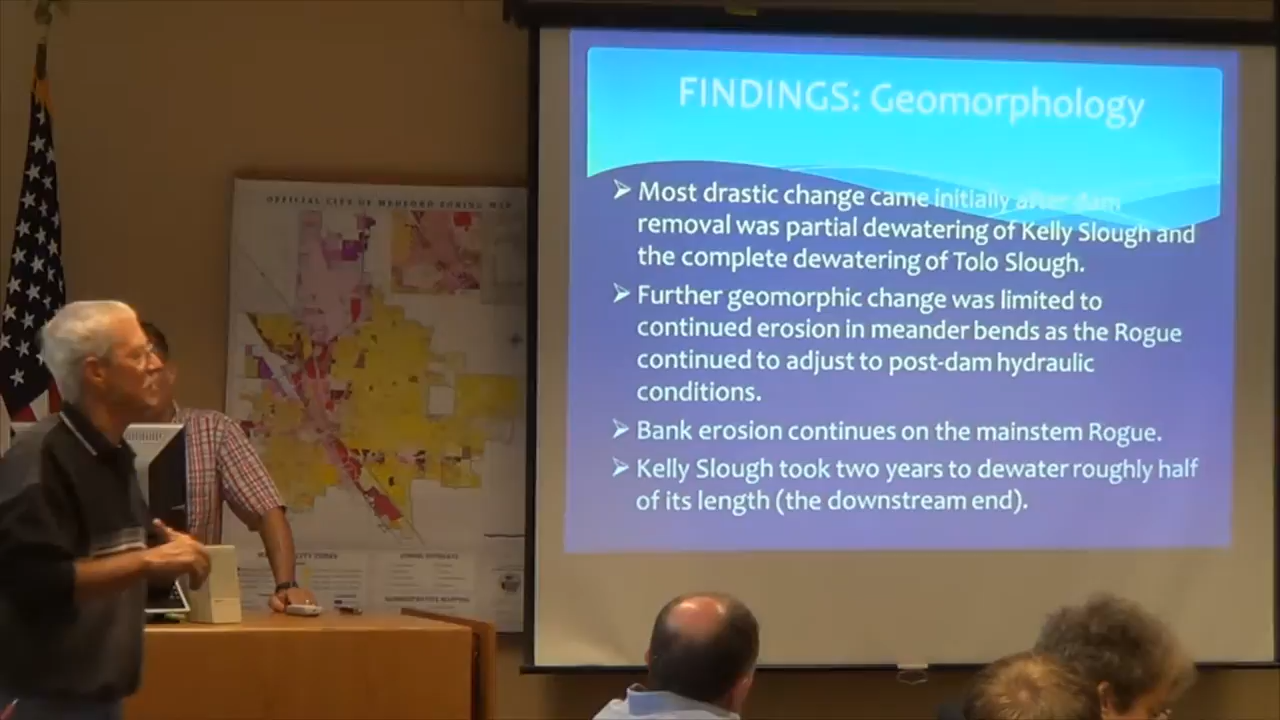 OFFICIAL CITY OF MEDFORD ZONING MAP
FINDINGS: Geomorphology
Most drastic change came initially after dam
removal was partial dewatering of Kelly Slough and
the complete dewatering of Tolo Slough.
Further geomorphic change was limited to
continued erosion in meander bends as the Rogue
continued to adjust to post-dam hydraulic
conditions.
Bank erosion continues on the mainstem Rogue.
Kelly Slough took two years to dewater roughly half
of its length (the downstream end).